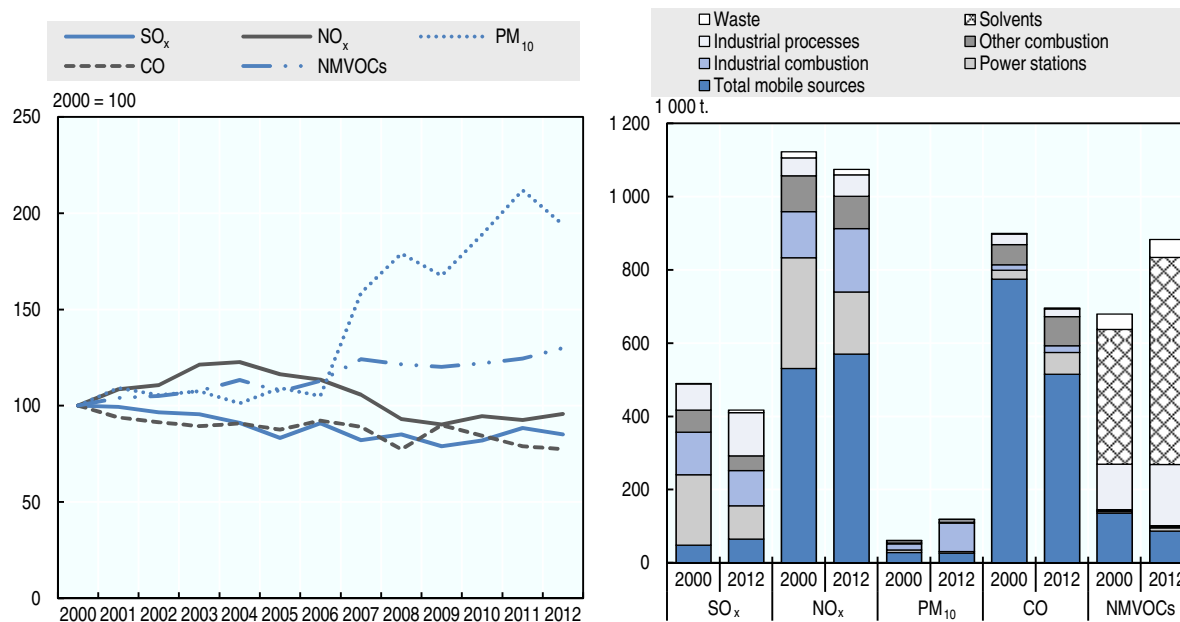 SOx NOx PM10
CO NMVOCs
2000 = 100
250
200
150
100
50
0
2000 2001 2002 2003 2004 2005 2006 2007 2008 2009 2010 2011 2012
Waste Solvents
Industrial processes Other combustion
Industrial combustion Power stations
Total mobile sources
1 000 t.
1 200
1 000
800
600
400
200
0
2000 2012 2000 2012 2000 2012 2000 2012 2000 2012
SOx NOx PM10 CO NMVOCs